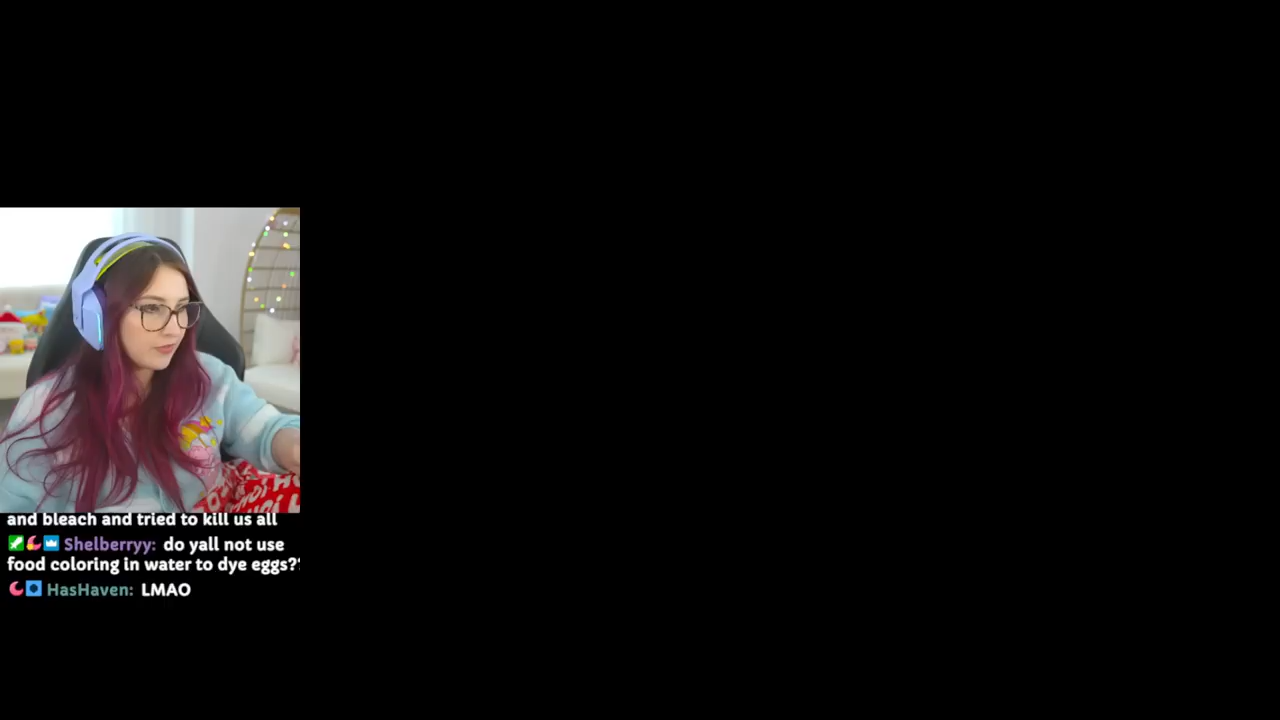 and bleach and tried to kill us all
Shelberryy: do yall not use
food coloring in water to dye eggs?
HasHaven: LMAO